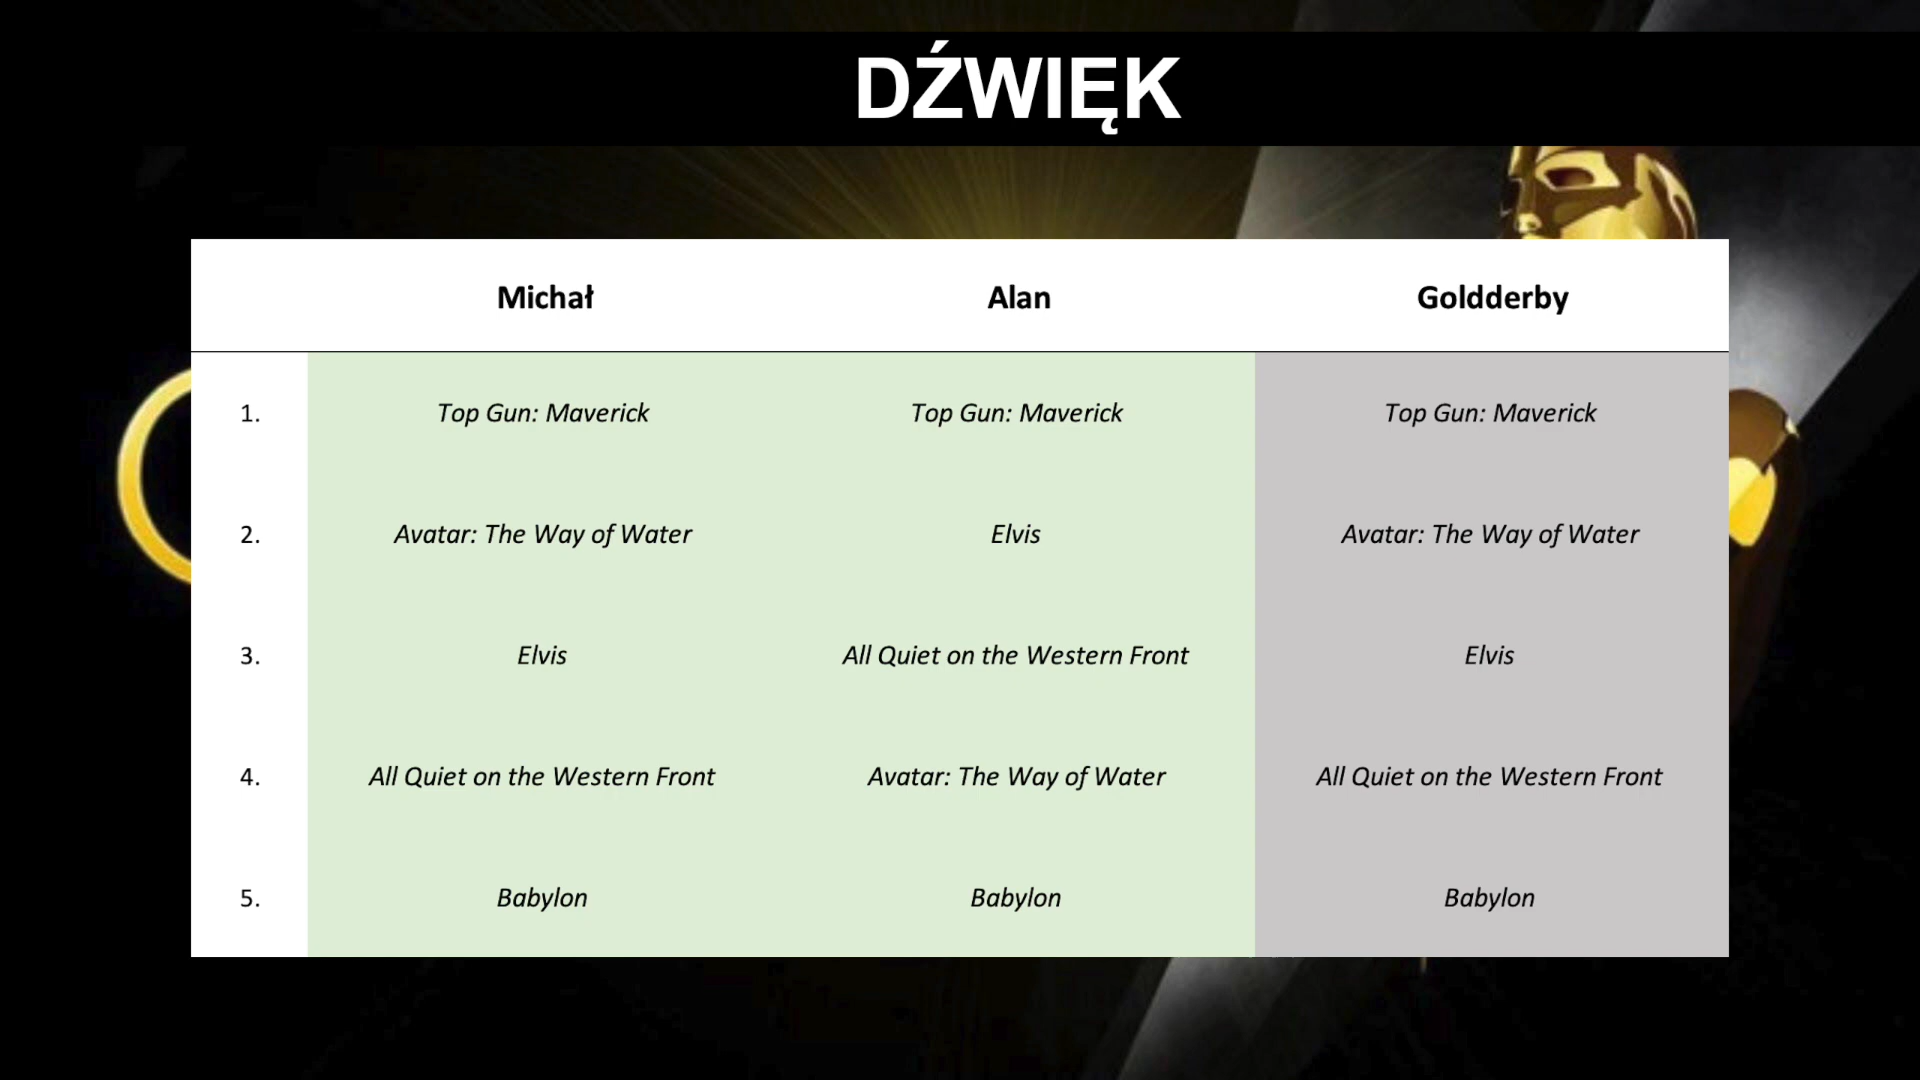 DŹWIĘK
Michał Alan Goldderby
1. Top Gun: Maverick Top Gun: Maverick Top Gun: Maverick
2. Avatar: The Way of Water Elvis Avatar: The Way of Water
3. Elvis All Quiet on the Western Front Elvis
4. All Quiet on the Western Front Avatar: The Way of Water All Quiet on the Western Front
5. Babylon Babylon Babylon